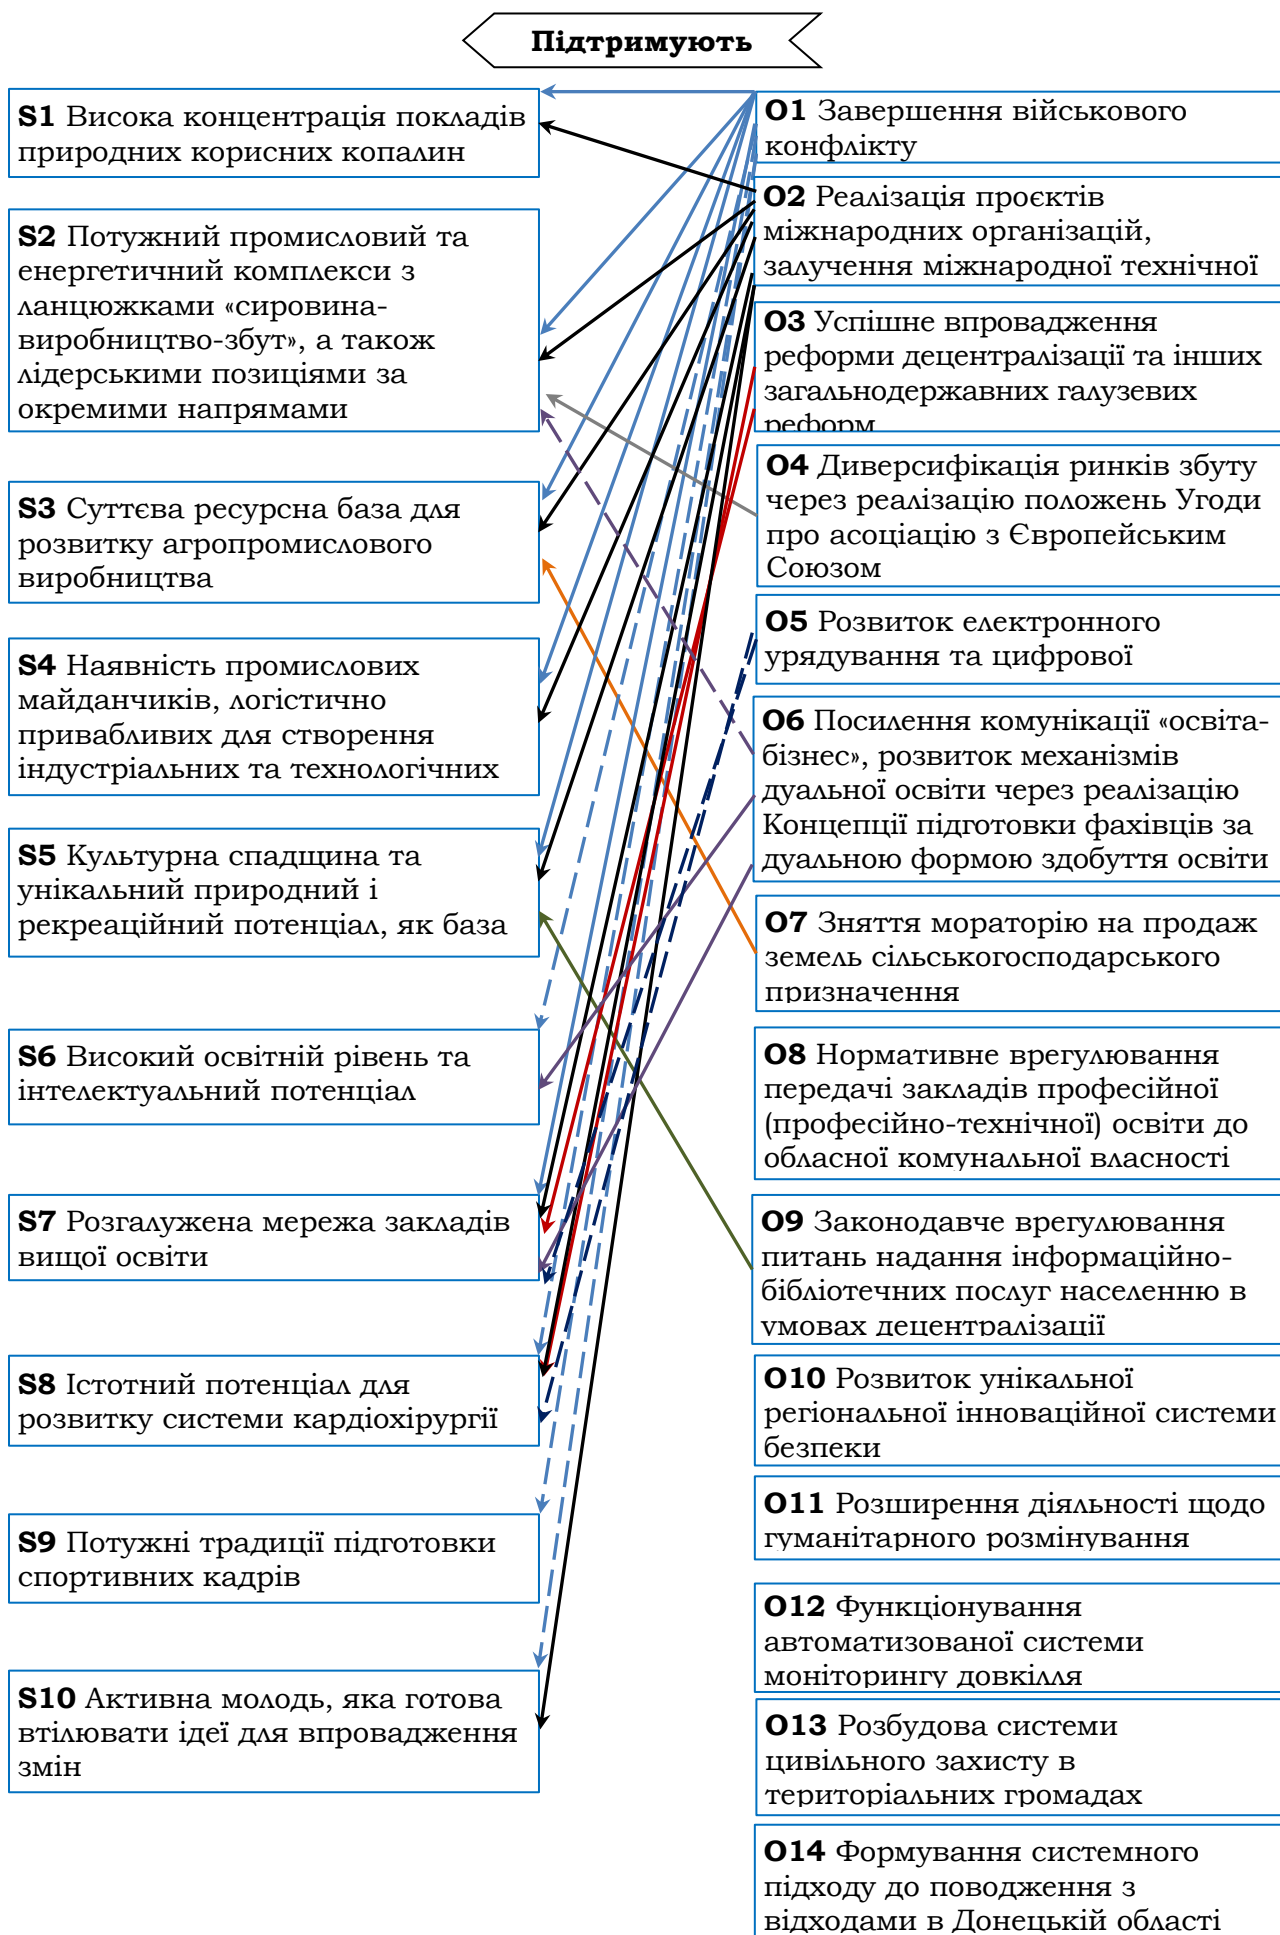 Підтримують
S1 Висока концентрація покладів
природних корисних копалин
S2 Потужний промисловий та
енергетичний комплекси з
ланцюжками «сировина-
виробництво-збут», а також
лідерськими позиціями за
окремими напрямами
S3 Суттєва ресурсна база для
розвитку агропромислового
виробництва
S4 Наявність промислових
майданчиків, логістично
привабливих для створення
індустріальних та технологічних
S5 Культурна спадщина та
унікальний природний і
рекреаційний потенціал, як база
S6 Високий освітній рівень та
інтелектуальний потенціал
S7 Розгалужена мережа закладів
вищої освіти
S8 Істотний потенціал для
розвитку системи кардіохірургії
S9 Потужні традиції підготовки
спортивних кадрів
S10 Активна молодь, яка готова
втілювати ідеї для впровадження
змін
O1 Завершення військового
конфлікту
O2 Реалізація проєктів
міжнародних організацій,
залучення міжнародної технічної
O3 Успішне впровадження
реформи децентралізації та інших
загальнодержавних галузевих
реформ
O4 Диверсифікація ринків збуту
через реалізацію положень Угоди
про асоціацію з Європейським
Союзом
O5 Розвиток електронного
урядування та цифрової
O6 Посилення комунікації «освіта-
бізнес», розвиток механізмів
дуальної освіти через реалізацію
Концепції підготовки фахівців за
дуальною формою здобуття освіти
O7 Зняття мораторію на продаж
земель сільськогосподарського
призначення
O8 Нормативне врегулювання
передачі закладів професійної
(професійно-технічної) освіти до
обласної комунальної власності
O9 Законодавче врегулювання
питань надання інформаційно-
бібліотечних послуг населенню в
умовах децентралізації
O10 Розвиток унікальної
регіональної інноваційної системи
безпеки
O11 Розширення діяльності щодо
гуманітарного розмінування
O12 Функціонування
автоматизованої системи
моніторингу довкілля
O13 Розбудова системи
цивільного захисту в
територіальних громадах
O14 Формування системного
підходу до поводження з
відходами в Донецькій області